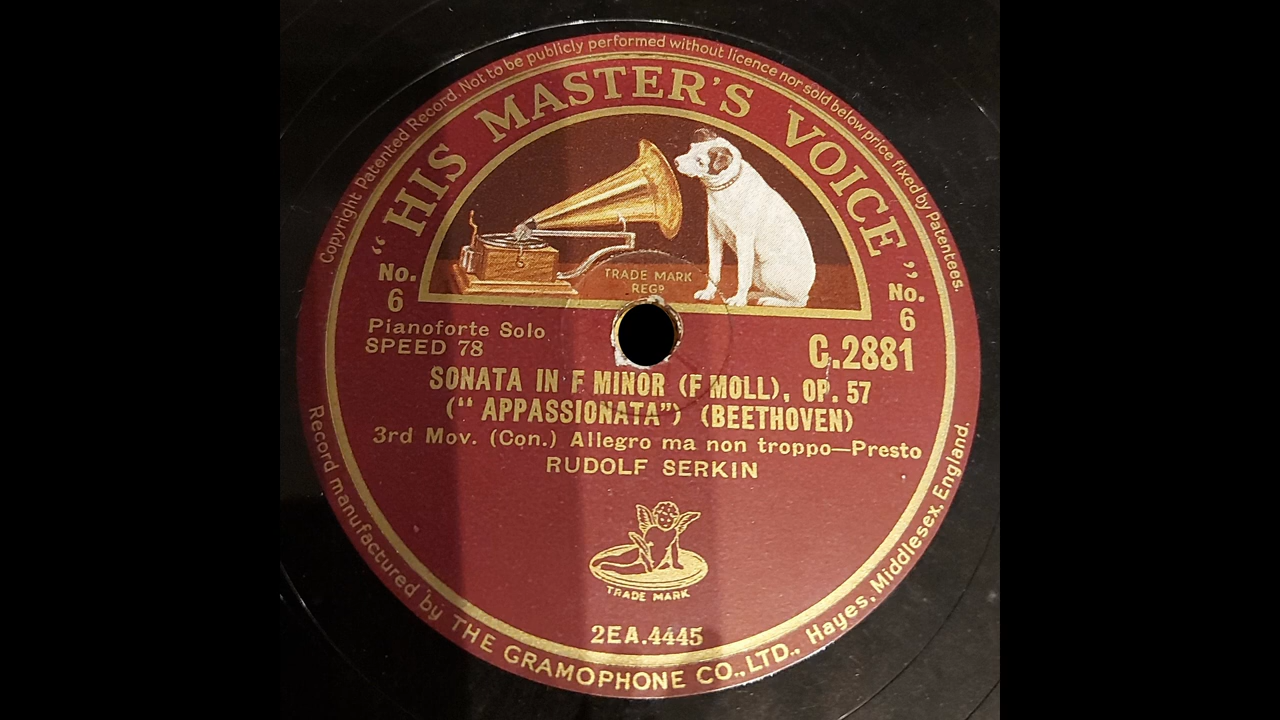 Copyright Patented Record. Not to be publicly performed without licence nor sold below price fixed by Patentees.
“HIS MASTER'S VOICE”
TRADE MARK
REGᴰ
No.
6
No.
6
Pianoforte Solo
SPEED 78
C.2881
SONATA IN F MINOR (F MOLL), OP. 57
(“ APPASSIONATA”) (BEETHOVEN)
3rd Mov. (Con.) Allegro ma non troppo—Presto
RUDOLF SERKIN
TRADE MARK
2EA.4445
Record manufactured by THE GRAMOPHONE CO., LTD., Hayes, Middlesex, England.